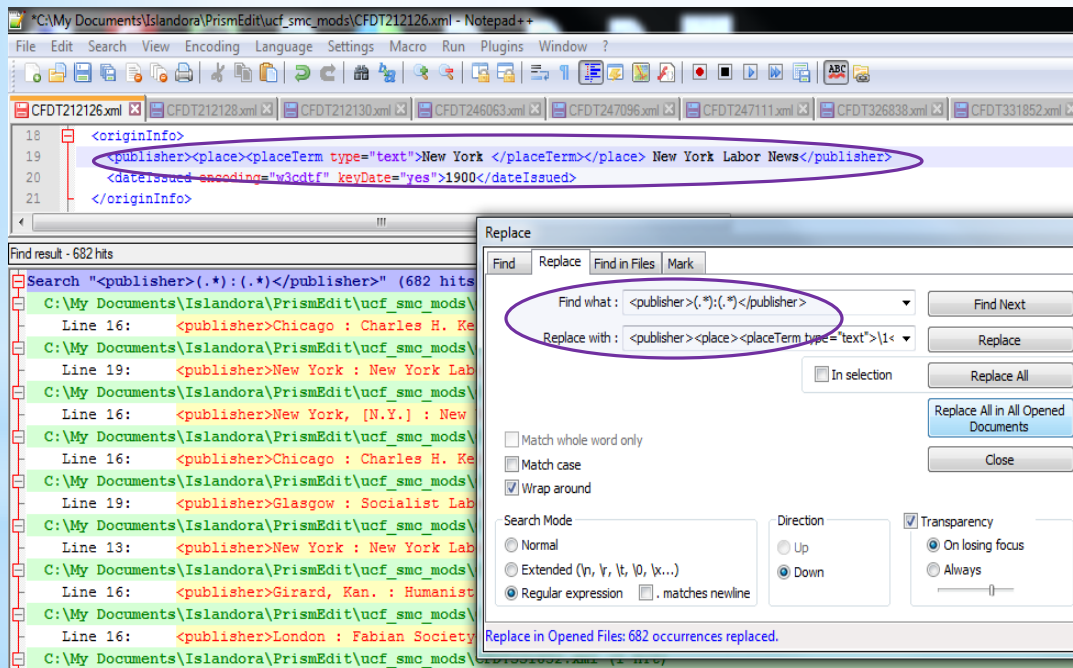 *C:\My Documents\Islandora\PrismEdit\ucf_smc_mods\CFDT212126.xml - Notepad++
File Edit Search View Encoding Language Settings Macro Run Plugins Window ?
ABC
CFDT212126.xml CFDT212128.xml CFDT212130.xml CFDT246063.xml CFDT247096.xml CFDT247111.xml CFDT326838.xml CFDT331852.xml
18 <originInfo>
19 <publisher><place><placeTerm type="text">New York </placeTerm></place> New York Labor News</publisher>
20 <dateIssued encoding="w3cdtf" keyDate="yes">1900</dateIssued>
21 </originInfo>
Find result - 682 hits
Search "<publisher>(.*):(.*)</publisher>" (682 hits
C:\My Documents\Islandora\PrismEdit\ucf_smc_mods\
Line 16: <publisher>Chicago : Charles H. Ke
C:\My Documents\Islandora\PrismEdit\ucf_smc_mods\
Line 19: <publisher>New York : New York Lab
C:\My Documents\Islandora\PrismEdit\ucf_smc_mods\
Line 16: <publisher>New York, [N.Y.] : New
C:\My Documents\Islandora\PrismEdit\ucf_smc_mods\
Line 16: <publisher>Chicago : Charles H. Ke
C:\My Documents\Islandora\PrismEdit\ucf_smc_mods\
Line 19: <publisher>Glasgow : Socialist Lab
C:\My Documents\Islandora\PrismEdit\ucf_smc_mods\
Line 13: <publisher>New York : New York Lab
C:\My Documents\Islandora\PrismEdit\ucf_smc_mods\
Line 16: <publisher>Girard, Kan. : Humanist
C:\My Documents\Islandora\PrismEdit\ucf_smc_mods\
Line 16: <publisher>London : Fabian Society
C:\My Documents\Islandora\PrismEdit\ucf_smc_mods\CFDT331852.xml (1 hit)
Replace
Find Replace Find in Files Mark
Find what : <publisher>(.*):(.*)</publisher>
Find Next
Replace with : <publisher><place><placeTerm type="text">\1<
Replace
In selection
Replace All
Replace All in All Opened Documents
Match whole word only
Match case
Close
Wrap around
Search Mode
Normal
Extended (\n, \r, \t, \0, \x...)
Regular expression . matches newline
Direction
Up
Down
Transparency
On losing focus
Always
Replace in Opened Files: 682 occurrences replaced.